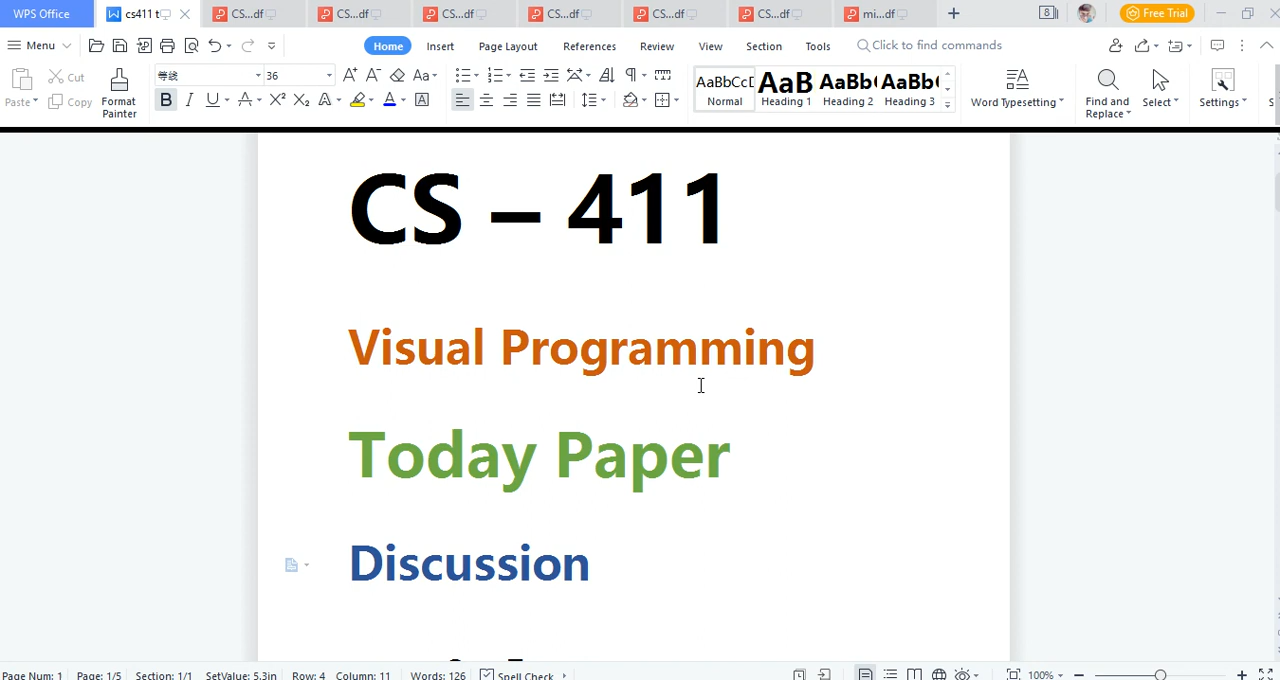 WPS Office cs411 t CS...df CS...df CS...df CS...df CS...df CS...df mi...df Free Trial
Menu Home Insert Page Layout References Review View Section Tools Click to find commands
Paste Cut Copy Format Painter 等线 36 AaBbCcD Normal AaB Heading 1 AaBb Heading 2 AaBb Heading 3 Word Typesetting Find and Replace Select Settings
CS – 411
Visual Programming
Today Paper
Discussion
Page Num: 1 Page: 1/5 Section: 1/1 SetValue: 5.3in Row: 4 Column: 11 Words: 126 Spell Check 100%